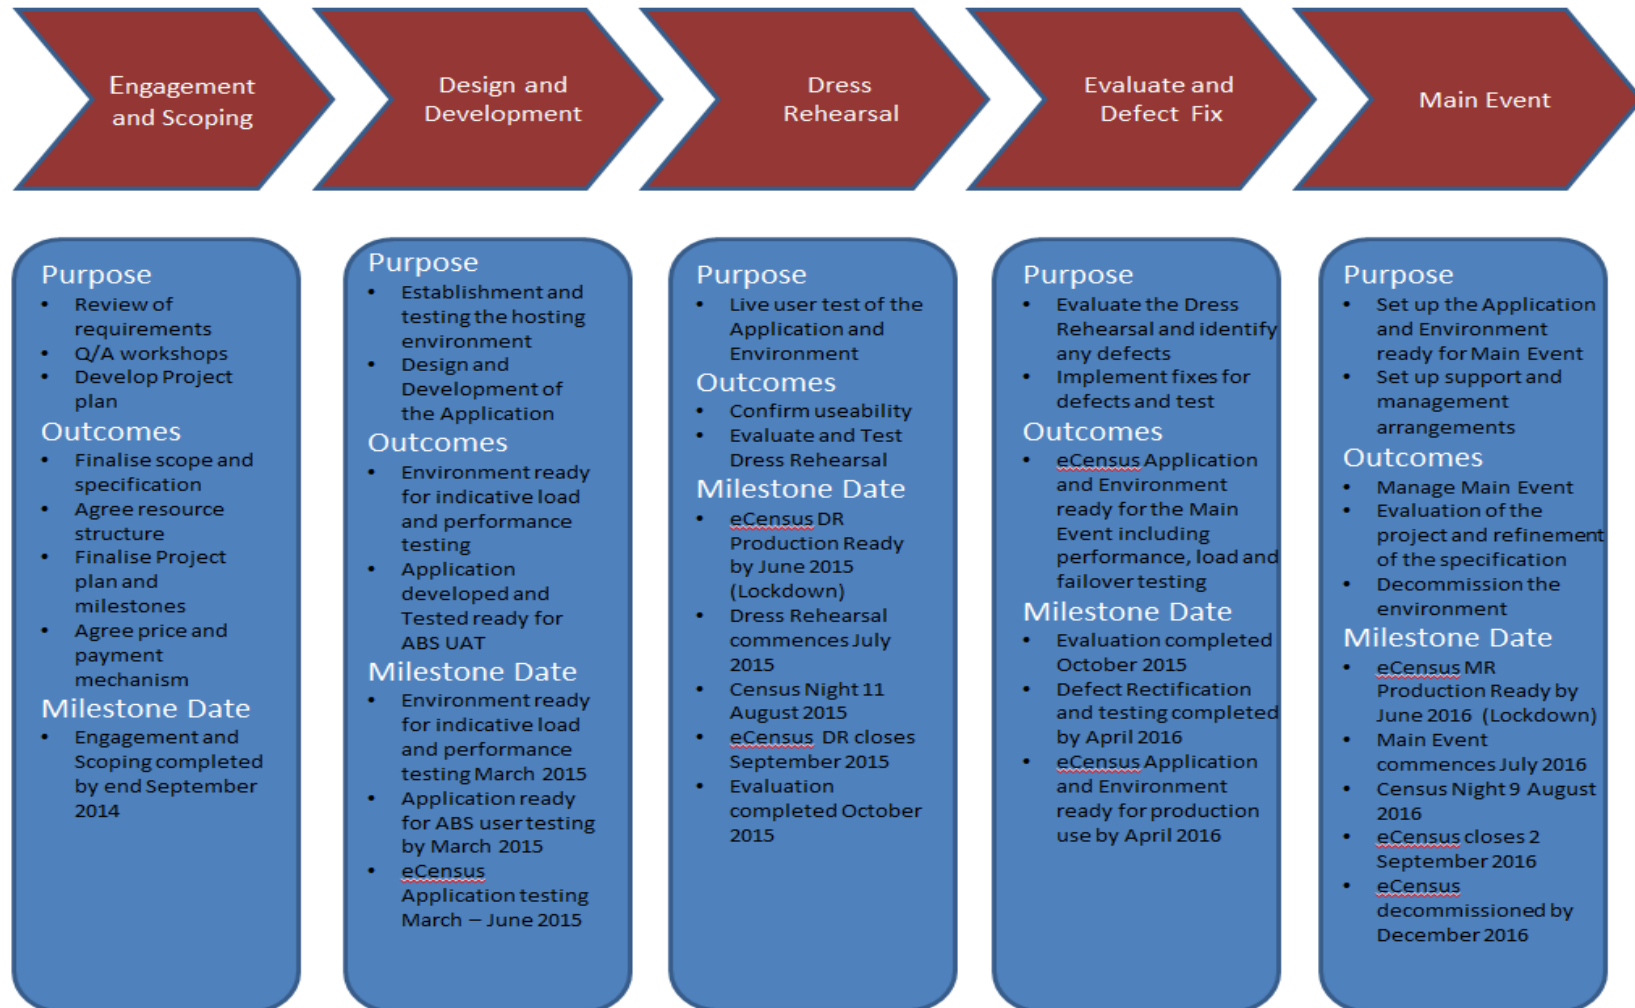 Engagement
and Scoping
Design and
Development
Dress
Rehearsal
Evaluate and
Defect Fix
Main Event
Purpose
• Review of
requirements
• Q/A workshops
• Develop Project
plan
Outcomes
• Finalise scope and
specification
• Agree resource
structure
• Finalise Project
plan and
milestones
• Agree price and
payment
mechanism
Milestone Date
• Engagement and
Scoping completed
by end September
2014
Purpose
• Establishment and
testing the hosting
environment
• Design and
Development of
the Application
Outcomes
• Environment ready
for indicative load
and performance
testing
• Application
developed and
Tested ready for
ABS UAT
Milestone Date
• Environment ready
for indicative load
and performance
testing March 2015
• Application ready
for ABS user testing
by March 2015
• eCensus
Application testing
March – June 2015
Purpose
• Live user test of the
Application and
Environment
Outcomes
• Confirm useability
• Evaluate and Test
Dress Rehearsal
Milestone Date
• eCensus DR
Production Ready
by June 2015
(Lockdown)
• Dress Rehearsal
commences July
2015
• Census Night 11
August 2015
• eCensus DR closes
September 2015
• Evaluation
completed October
2015
Purpose
• Evaluate the Dress
Rehearsal and identify
any defects
• Implement fixes for
defects and test
Outcomes
• eCensus Application
and Environment
ready for the Main
Event including
performance, load and
failover testing
Milestone Date
• Evaluation completed
October 2015
• Defect Rectification
and testing completed
by April 2016
• eCensus Application
and Environment
ready for production
use by April 2016
Purpose
• Set up the Application
and Environment
ready for Main Event
• Set up support and
management
arrangements
Outcomes
• Manage Main Event
• Evaluation of the
project and refinement
of the specification
• Decommission the
environment
Milestone Date
• eCensus MR
Production Ready by
June 2016 (Lockdown)
• Main Event
commences July 2016
• Census Night 9 August
2016
• eCensus closes 2
September 2016
• eCensus
decommissioned by
December 2016